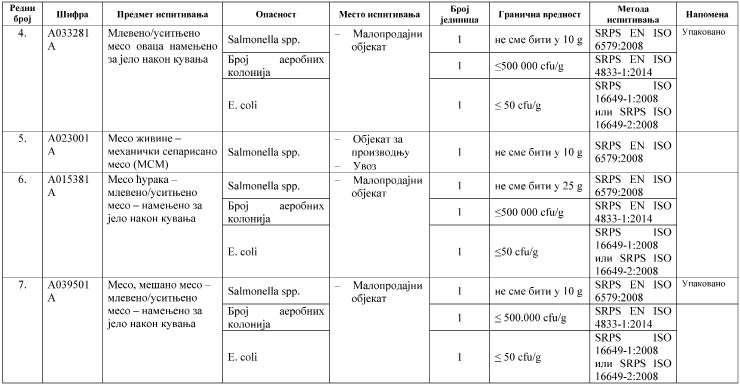 Редни број
Шифра
Предмет испитивања
Опасност
Место испитивања
Број јединица
Гранична вредност
Метода испитивања
Напомена
4.
А033281
А
Млевено/уситњено
месо оваца намењено
за јело након кувања
Salmonella spp.
– Малопродајни
објекат
1
не сме бити у 10 g
SRPS EN ISO
6579:2008
Упаковано
Број аеробних
колонија
1
≤500 000 cfu/g
SRPS EN ISO
4833-1:2014
E. coli
1
≤ 50 cfu/g
SRPS ISO
16649-1:2008
или SRPS ISO
16649-2:2008
5.
А023001
А
Месо живине –
механички сепарисано
месо (МСМ)
Salmonella spp.
– Објекат за
производњу
– Увоз
1
не сме бити у 10 g
SRPS EN ISO
6579:2008
6.
А015381
А
Месо ћурака –
млевено/уситњено
месо – намењено за
јело након кувања
Salmonella spp.
– Малопродајни
објекат
1
не сме бити у 25 g
SRPS EN ISO
6579:2008
Број аеробних
колонија
1
≤500 000 cfu/g
SRPS EN ISO
4833-1:2014
E. coli
1
≤50 cfu/g
SRPS ISO
16649-1:2008
или SRPS ISO
16649-2:2008
7.
А039501
А
Месо, мешано месо –
млевено/уситњено
месо – намењено за
јело након кувања
Salmonella spp.
– Малопродајни
објекат
1
не сме бити у 10 g
SRPS EN ISO
6579:2008
Упаковано
Број аеробних
колонија
1
≤ 500.000 cfu/g
SRPS EN ISO
4833-1:2014
E. coli
1
≤ 50 cfu/g
SRPS ISO
16649-1:2008
или SRPS ISO
16649-2:2008